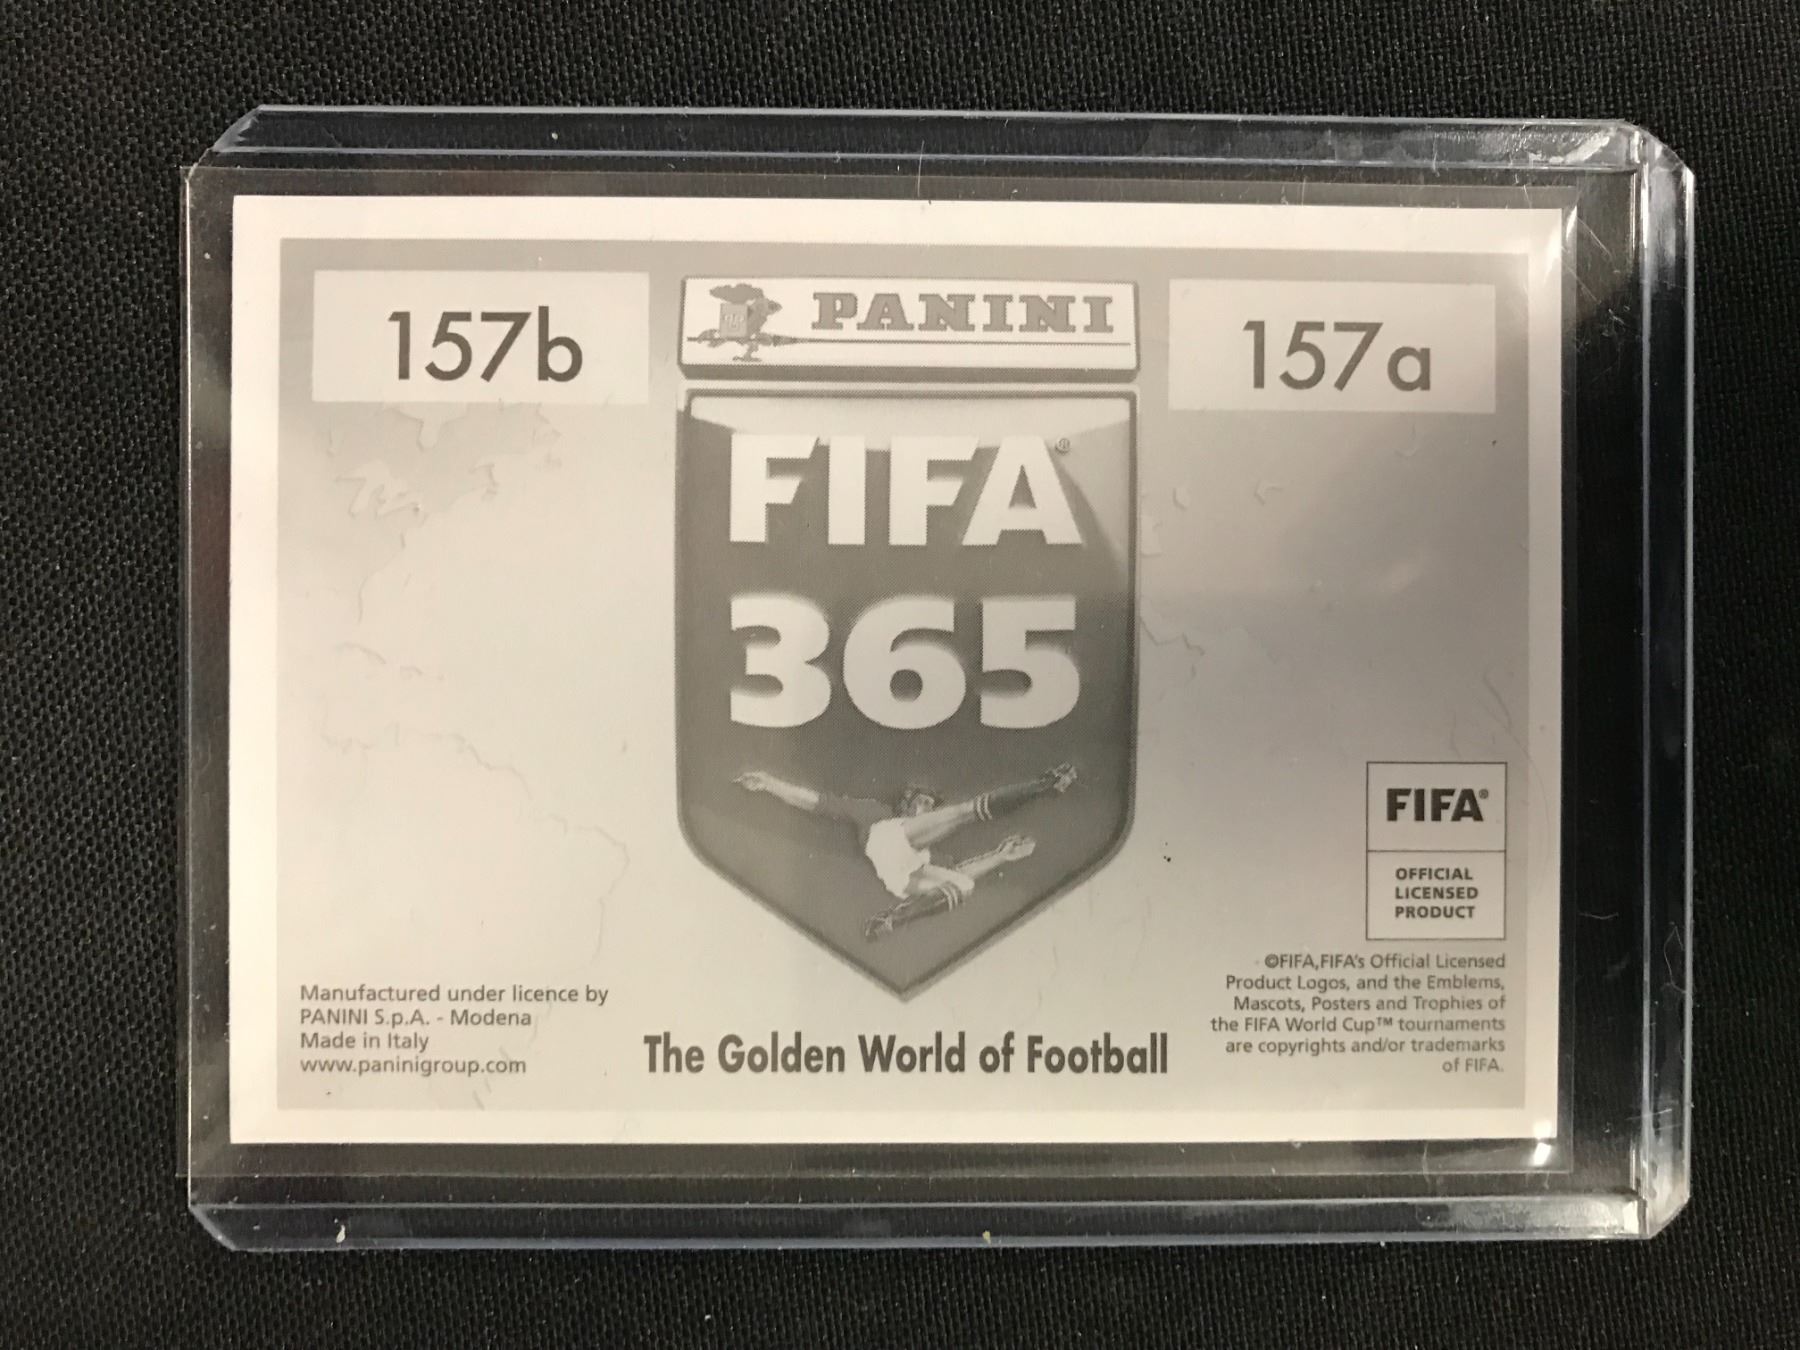 157b
PANINI
157a
FIFA®
365
FIFA®
OFFICIAL
LICENSED
PRODUCT
Manufactured under licence by
PANINI S.p.A. - Modena
Made in Italy
www.paninigroup.com
The Golden World of Football
©FIFA,FIFA's Official Licensed
Product Logos, and the Emblems,
Mascots, Posters and Trophies of
the FIFA World Cup™ tournaments
are copyrights and/or trademarks
of FIFA.